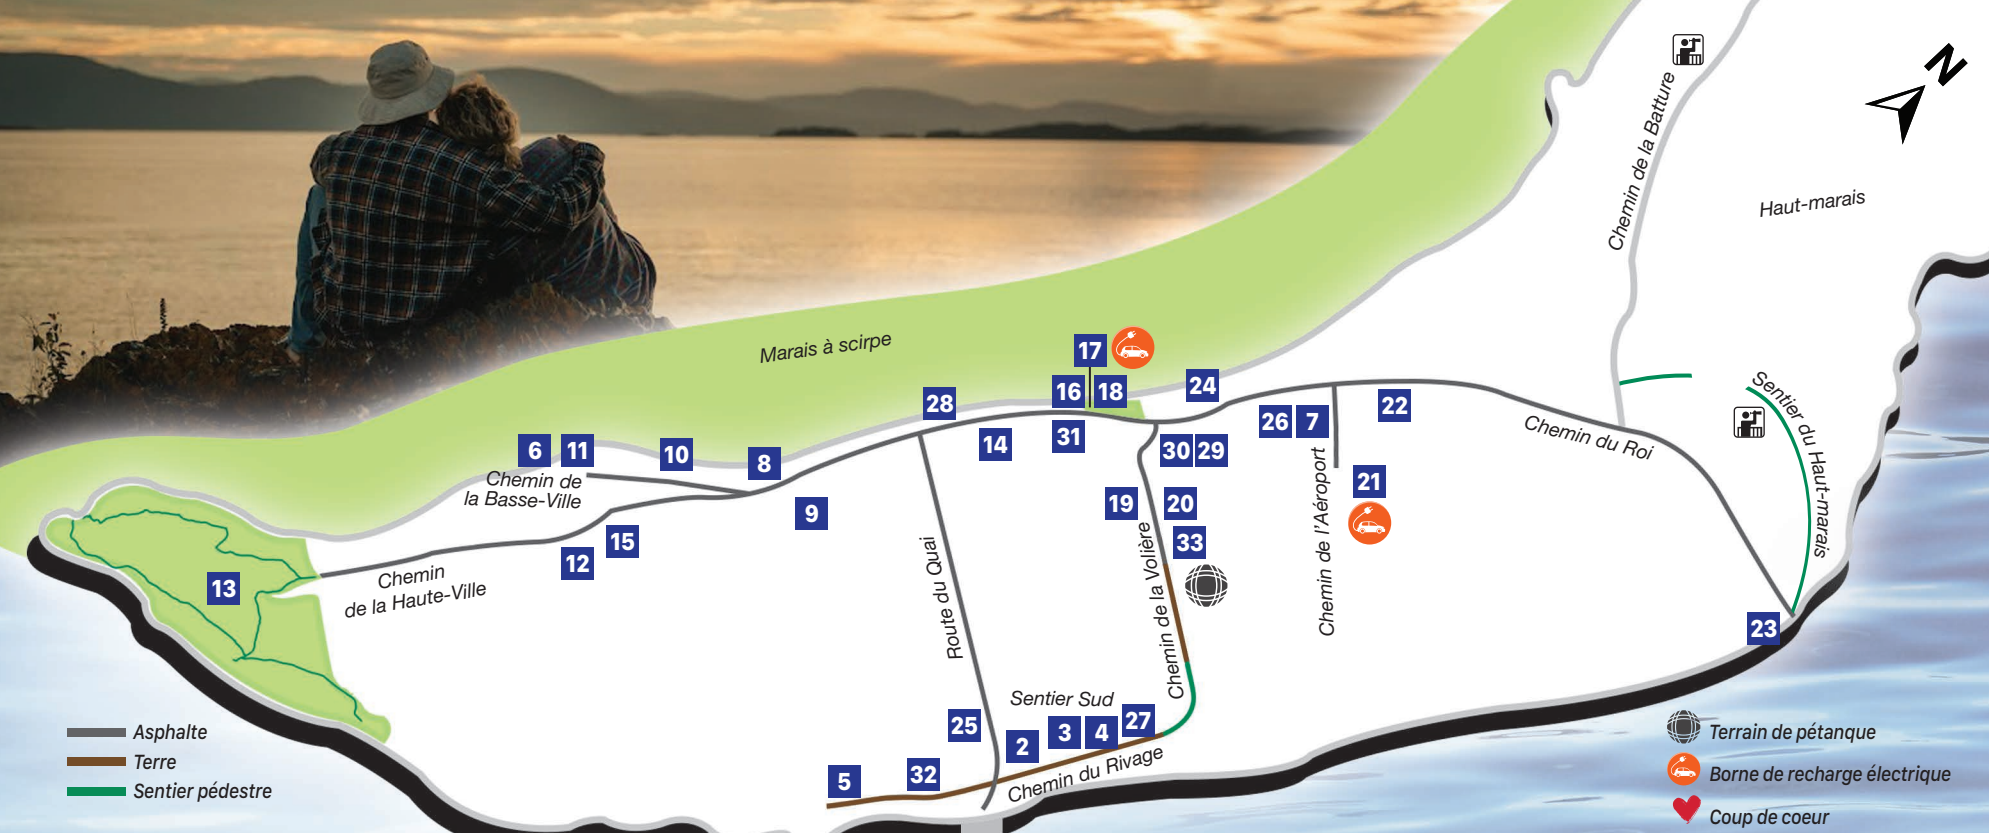 N
Chemin de la Batture
Haut-marais
Marais à scirpe
17
16
18
24
28
22
26
7
14
31
30
29
6
11
10
8
Chemin de
la Basse-Ville
9
15
12
13
Chemin
de la Haute-Ville
Route du Quai
19
20
33
Chemin de la Volière
Chemin de l'Aéroport
21
Chemin du Roi
Sentier du Haut-marais
23
Sentier Sud
25
2
3
4
27
5
32
Chemin du Rivage
Asphalte
Terre
Sentier pédestre
Terrain de pétanque
Borne de recharge électrique
Coup de coeur